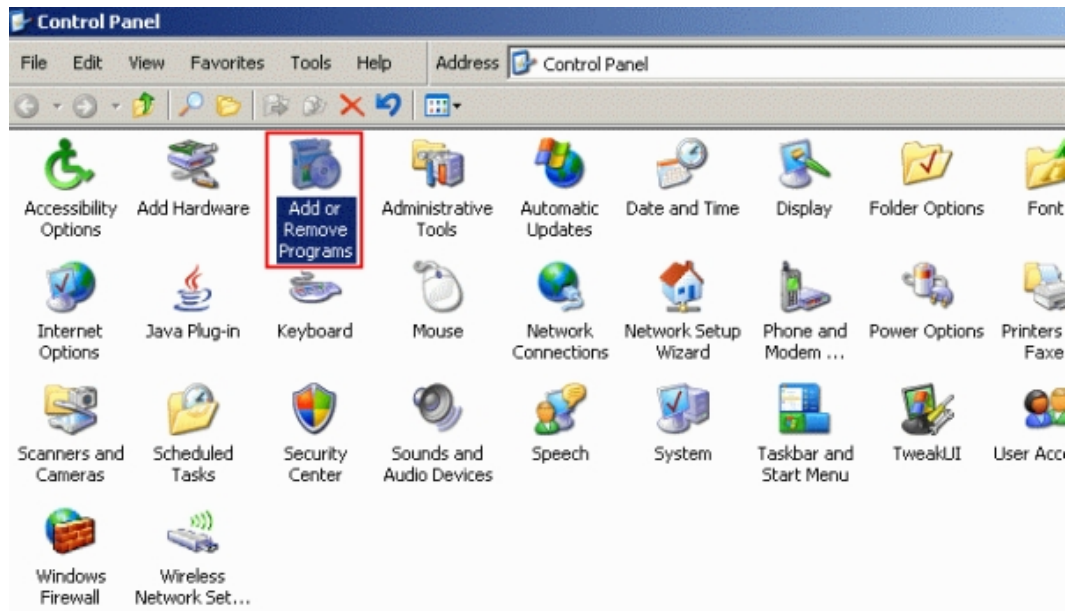 Control Panel
File Edit View Favorites Tools Help Address Control Panel
Accessibility Options
Add Hardware
Add or Remove Programs
Administrative Tools
Automatic Updates
Date and Time
Display
Folder Options
Font
Internet Options
Java Plug-in
Keyboard
Mouse
Network Connections
Network Setup Wizard
Phone and Modem ...
Power Options
Printers Faxe
Scanners and Cameras
Scheduled Tasks
Security Center
Sounds and Audio Devices
Speech
System
Taskbar and Start Menu
TweakUI
User Acc
Windows Firewall
Wireless Network Set...